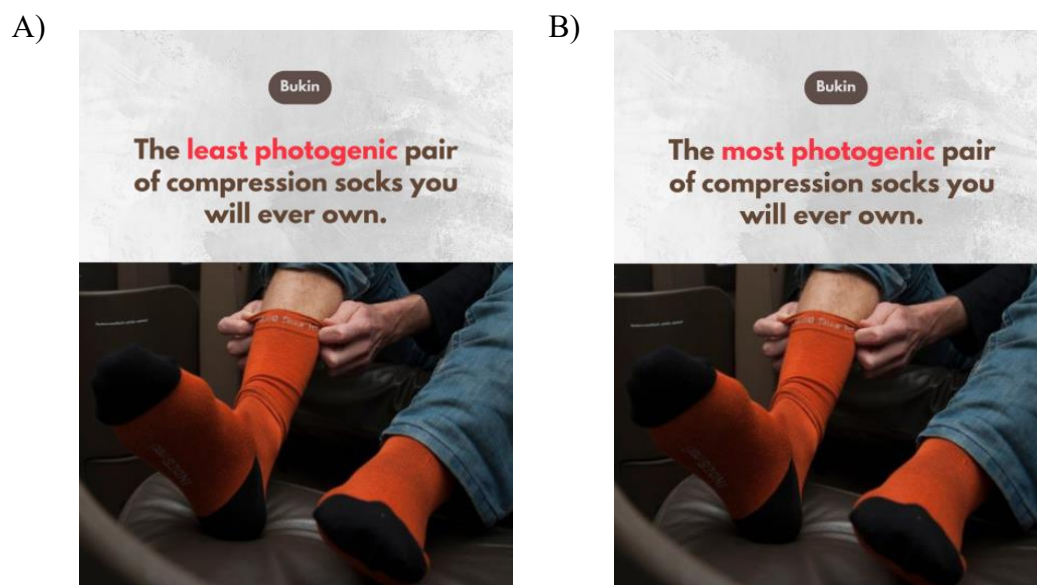 A)
Bukin
The least photogenic pair
of compression socks you
will ever own.
B)
Bukin
The most photogenic pair
of compression socks you
will ever own.